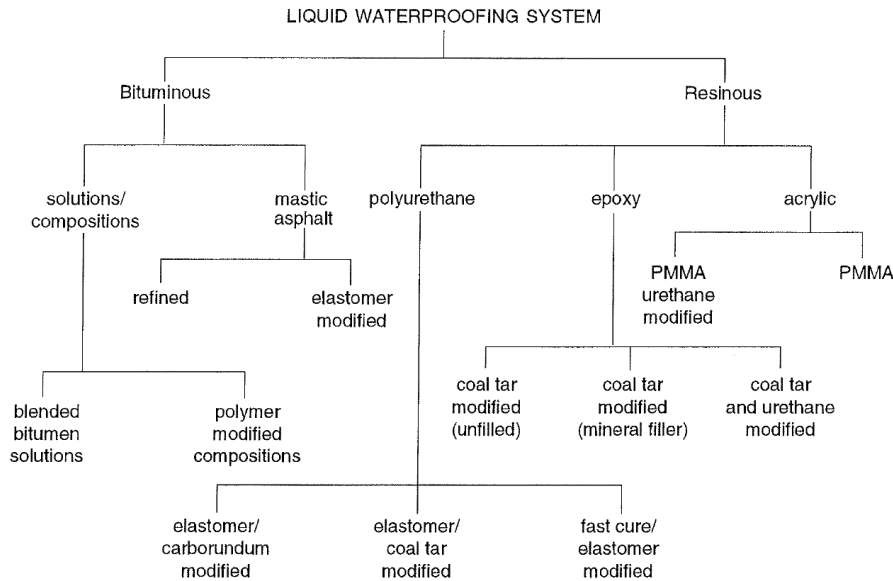 LIQUID WATERPROOFING SYSTEM
Bituminous
Resinous
solutions/
compositions
mastic
asphalt
polyurethane
epoxy
acrylic
refined
elastomer
modified
PMMA
urethane
modified
PMMA
blended
bitumen
solutions
polymer
modified
compositions
coal tar
modified
(unfilled)
coal tar
modified
(mineral filler)
coal tar
and urethane
modified
elastomer/
carborundum
modified
elastomer/
coal tar
modified
fast cure/
elastomer
modified